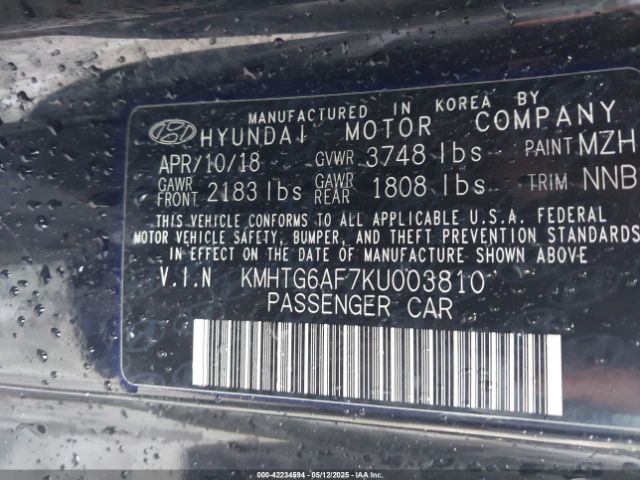 MANUFACTURED IN KOREA BY
HYUNDAI MOTOR COMPANY
APR/10/18 GVWR 3748 lbs PAINT MZH
GAWR FRONT 2183 lbs GAWR REAR 1808 lbs TRIM NNB
THIS VEHICLE CONFORMS TO ALL APPLICABLE U.S.A. FEDERAL
MOTOR VEHICLE SAFETY, BUMPER, AND THEFT PREVENTION STANDARDS
IN EFFECT ON THE DATE OF MANUFACTURE SHOWN ABOVE
V.I.N KMHTG6AF7KU003810
PASSENGER CAR
000-42234594 - 05/12/2025 - IAAI.COM